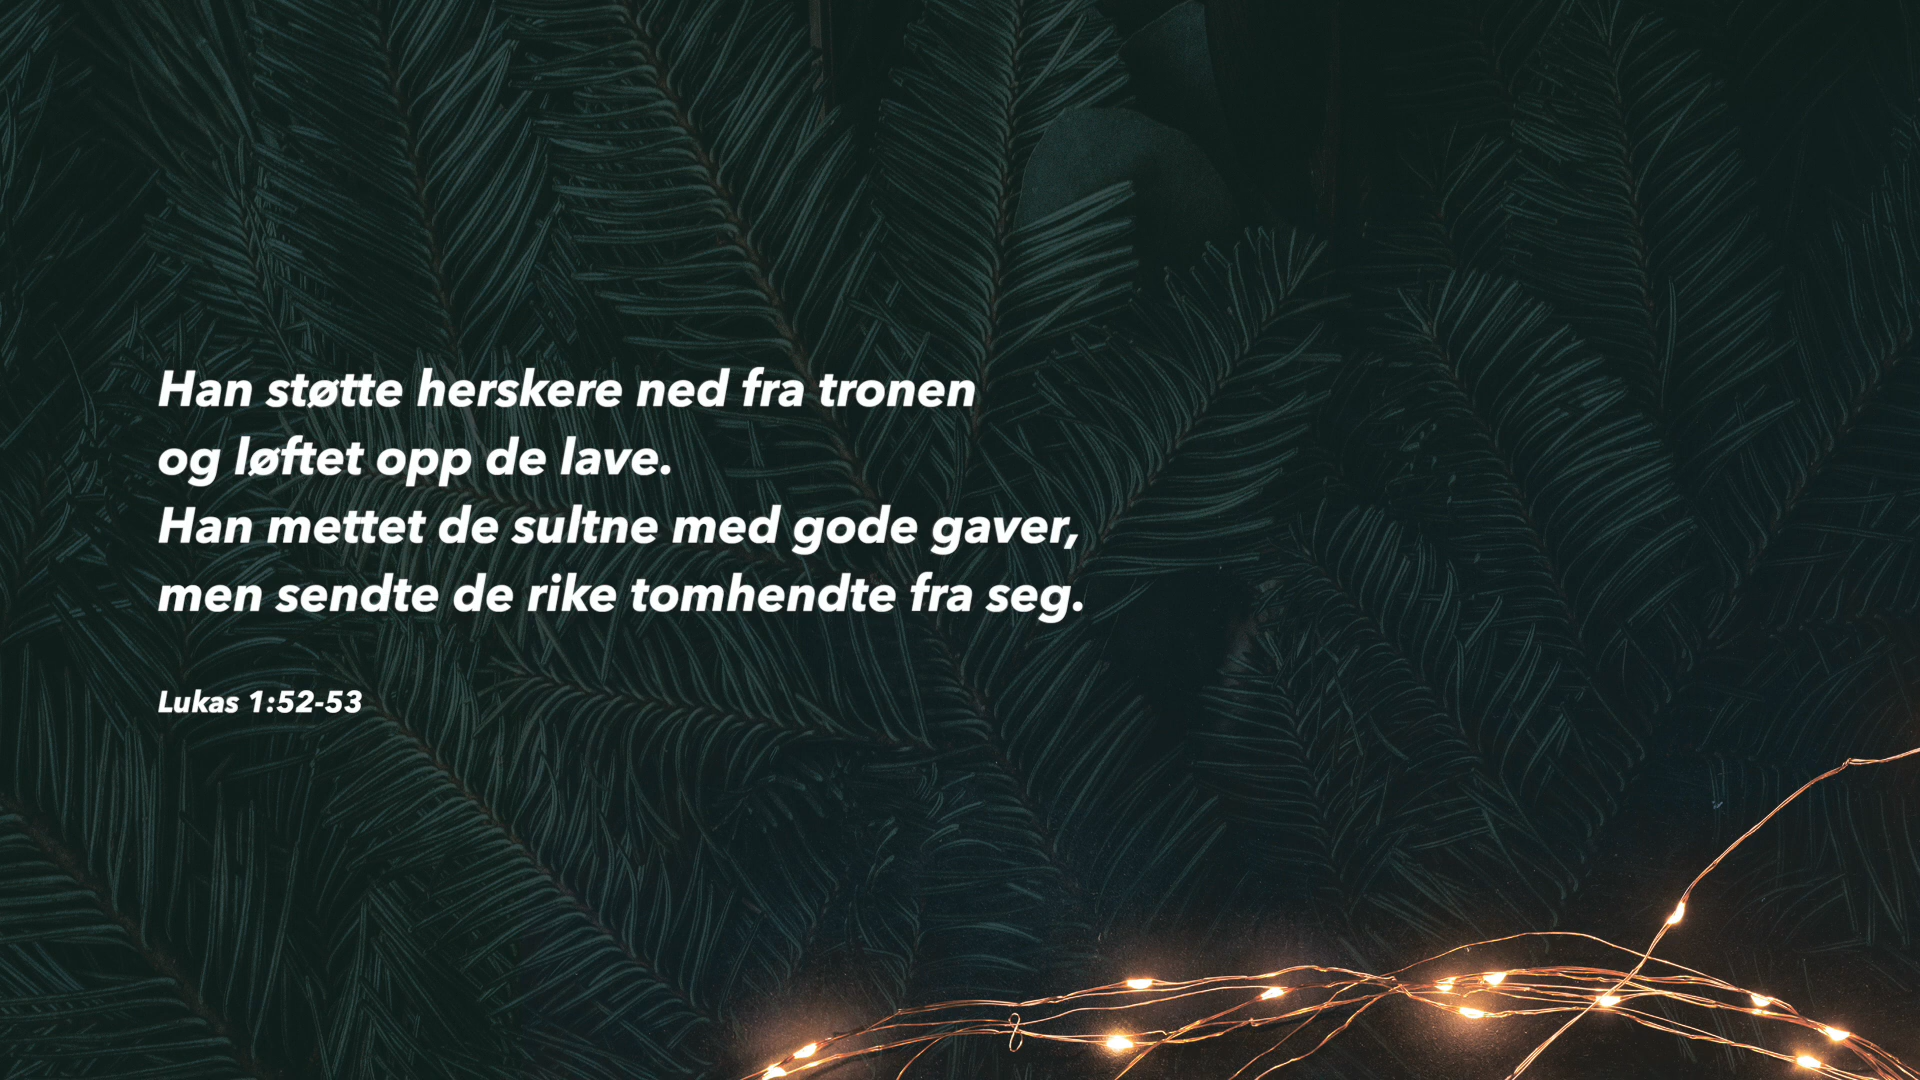 Han støtte herskere ned fra tronen
og løftet opp de lave.
Han mettet de sultne med gode gaver,
men sendte de rike tomhendte fra seg.
Lukas 1:52-53